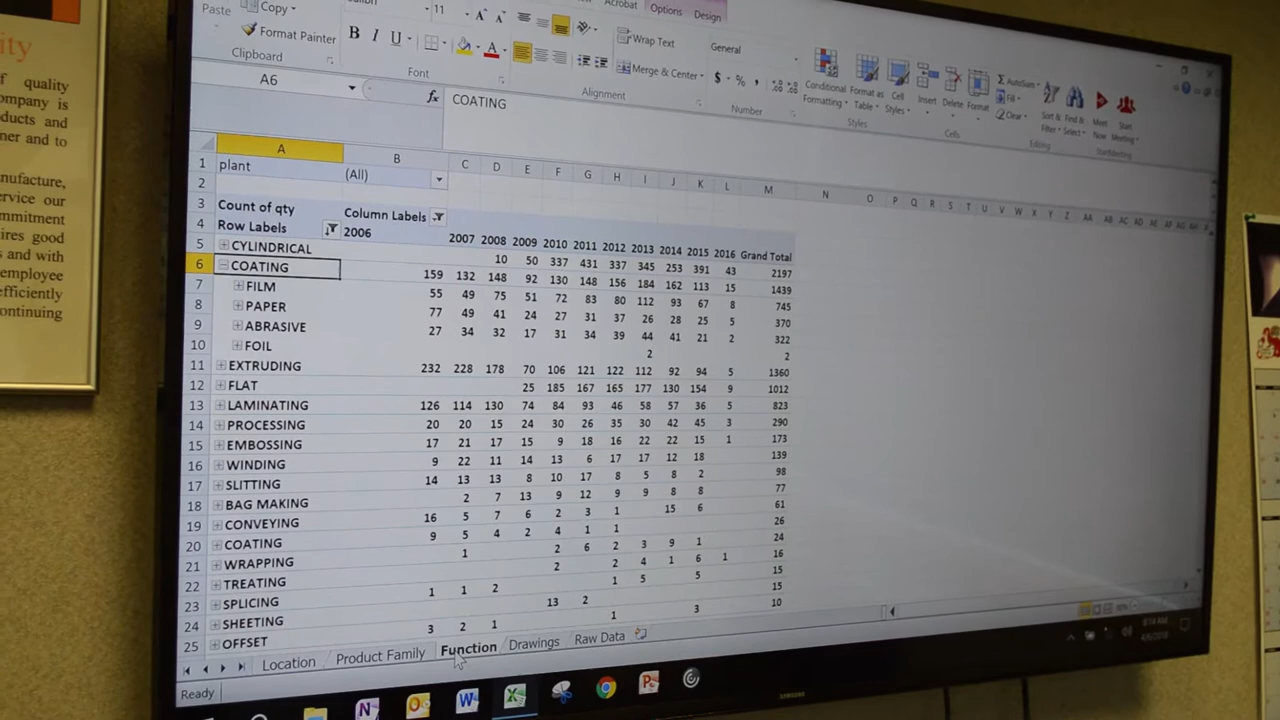 ity
f quality
ompany is
ducts and
ner and to
nufacture,
ervice our
mmitment
ires good
s and with
employee
efficiently
ontinuing
Paste Copy
Format Painter
Clipboard
11
B I U
Font
Wrap Text
Merge & Center
Alignment
Acrobat Options Design
General
$ % ,
Number
Conditional Formatting Format as Table Cell Styles
Styles
Insert Delete Format
Cells
AutoSum
Fill
Clear
Sort & Filter Find & Select
Editing
Meet Now Start Meeting
A6 fx COATING
A B C D E F G H I J K L M N O P Q R S T U V W X Y Z AA AB AC AD AE AF AG AH
1 plant (All)
2
3 Count of qty Column Labels
4 Row Labels 2006 2007 2008 2009 2010 2011 2012 2013 2014 2015 2016 Grand Total
5 CYLINDRICAL 10 50 337 431 337 345 253 391 43 2197
6 COATING 159 132 148 92 130 148 156 184 162 113 15 1439
7 FILM 55 49 75 51 72 83 80 112 93 67 8 745
8 PAPER 77 49 41 24 27 31 37 26 28 25 5 370
9 ABRASIVE 27 34 32 17 31 34 39 44 41 21 2 322
10 FOIL 2 2
11 EXTRUDING 232 228 178 70 106 121 122 112 92 94 5 1360
12 FLAT 25 185 167 165 177 130 154 9 1012
13 LAMINATING 126 114 130 74 84 93 46 58 57 36 5 823
14 PROCESSING 20 20 15 24 30 26 35 30 42 45 3 290
15 EMBOSSING 17 21 17 15 9 18 16 22 22 15 1 173
16 WINDING 9 22 11 14 13 6 17 17 12 18 139
17 SLITTING 14 13 13 8 10 17 8 5 8 2 98
18 BAG MAKING 2 7 13 9 12 9 9 8 8 77
19 CONVEYING 16 5 7 6 2 3 1 15 6 61
20 COATING 9 5 4 2 4 1 1 26
21 WRAPPING 1 2 6 2 3 9 1 24
22 TREATING 2 2 4 1 6 1 16
23 SPLICING 1 1 2 1 5 5 15
24 SHEETING 13 2 15
25 OFFSET 3 2 1 1 3 10
Location Product Family Function Drawings Raw Data
Ready
8:14 AM
SAMSUNG